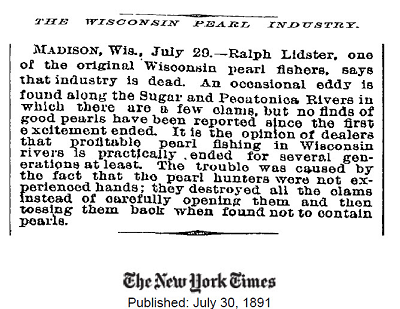 THE WISCONSIN PEARL INDUSTRY.
MADISON, Wis., July 29.—Ralph Lidster, one
of the original Wisconsin pearl fishers, says
that industry is dead. An occasional eddy is
found along the Sugar and Pecatonica Rivers in
which there are a few clams, but no finds of
good pearls have been reported since the first
excitement ended. It is the opinion of dealers
that profitable pearl fishing in Wisconsin
rivers is practically ended for several gen-
erations at least. The trouble was caused by
the fact that the pearl hunters were not ex-
perienced hands; they destroyed all the clams
instead of carefully opening them and then
tossing them back when found not to contain
pearls.
The New York Times
Published: July 30, 1891